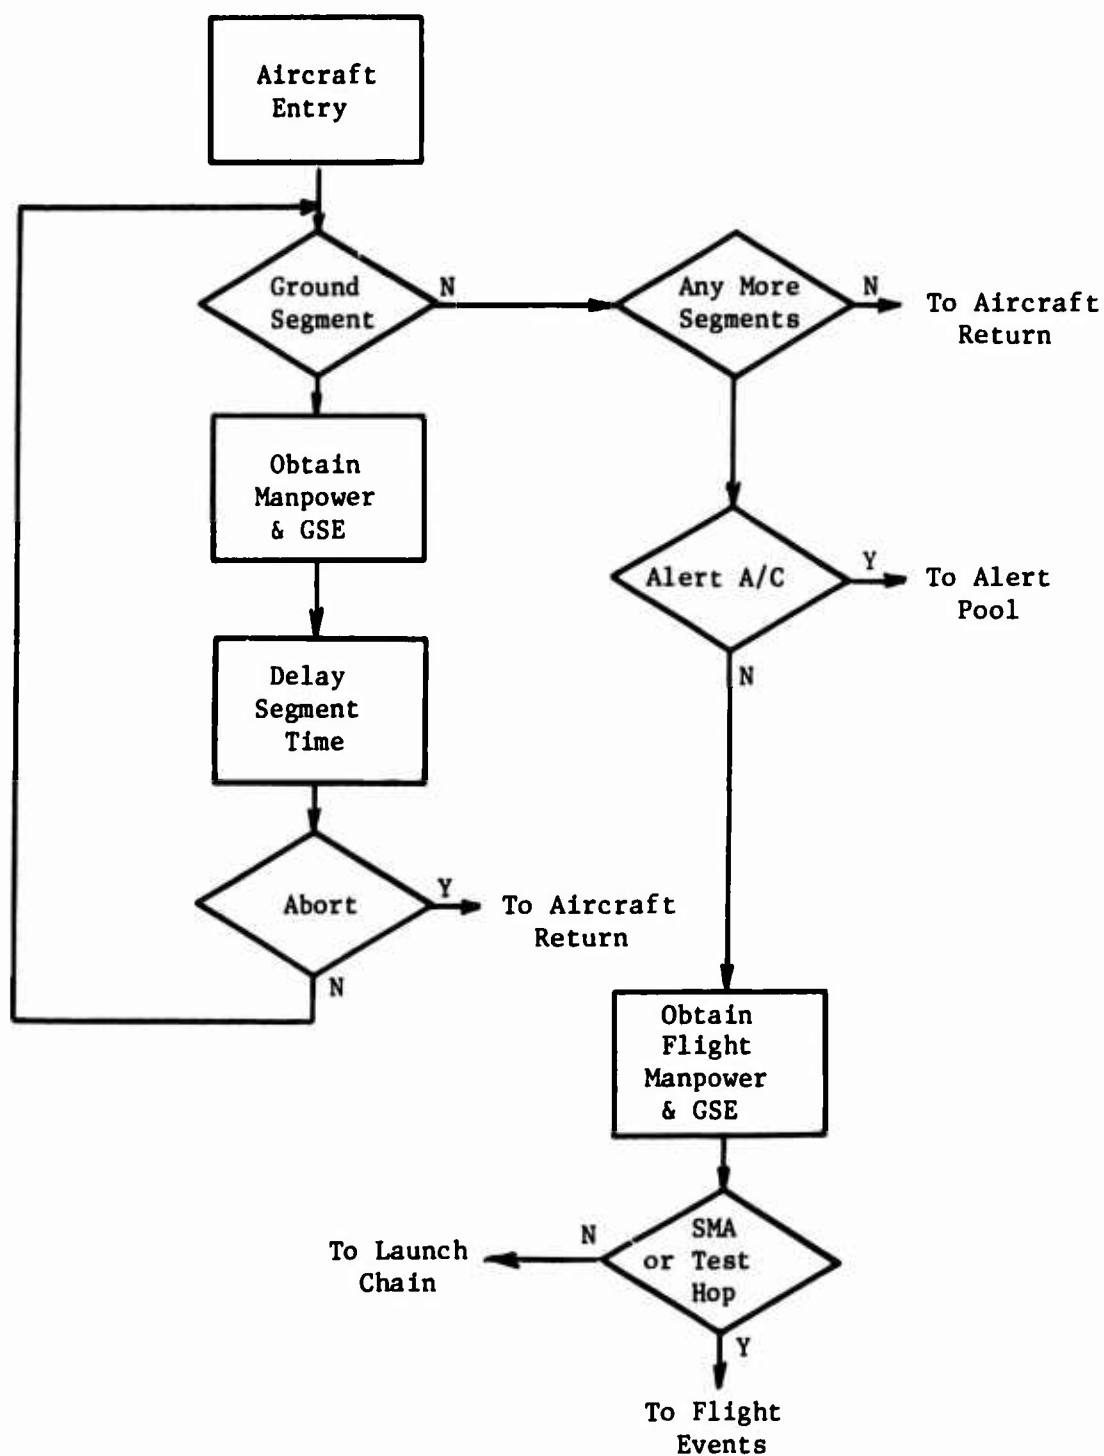 Aircraft
Entry
Ground
Segment
N
Any More
Segments
N
To Aircraft
Return
Obtain
Manpower
& GSE
Alert A/C
Y
To Alert
Pool
N
Delay
Segment
Time
Abort
Y
To Aircraft
Return
N
Obtain
Flight
Manpower
& GSE
SMA
or Test
Hop
N
To Launch
Chain
Y
To Flight
Events